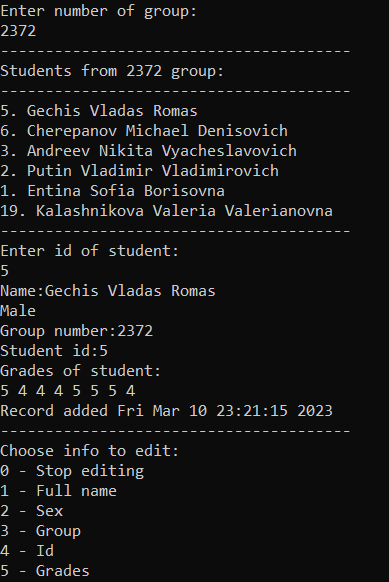 Enter number of group:
2372
---------------------------------------
Students from 2372 group:
---------------------------------------
5. Gechis Vladas Romas
6. Cherepanov Michael Denisovich
3. Andreev Nikita Vyacheslavovich
2. Putin Vladimir Vladimirovich
1. Entina Sofia Borisovna
19. Kalashnikova Valeria Valerianovna
---------------------------------------
Enter id of student:
5
Name:Gechis Vladas Romas
Male
Group number:2372
Student id:5
Grades of student:
5 4 4 4 5 5 5 4
Record added Fri Mar 10 23:21:15 2023
---------------------------------------
Choose info to edit:
0 - Stop editing
1 - Full name
2 - Sex
3 - Group
4 - Id
5 - Grades